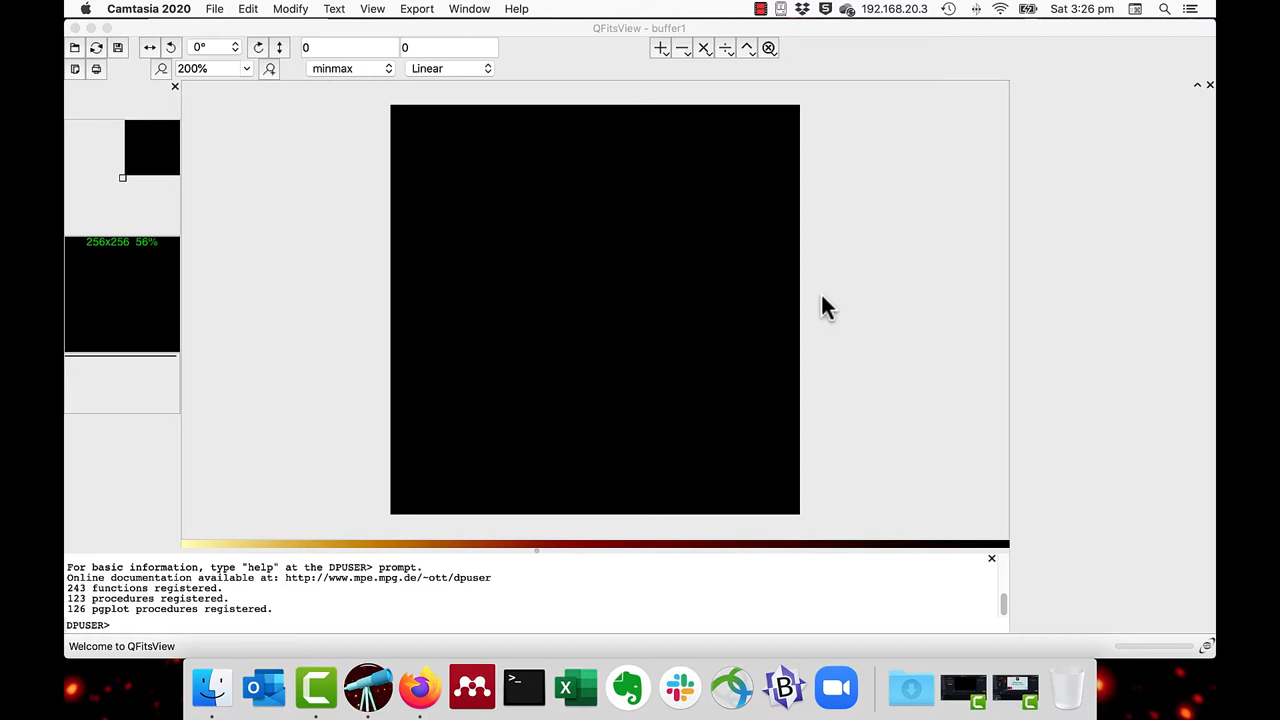 Camtasia 2020 File Edit Modify Text View Export Window Help 192.168.20.3 Sat 3:26 pm
QFitsView - buffer1
0° 0 0
200% minmax Linear
256x256 56%
For basic information, type "help" at the DPUSER> prompt.
Online documentation available at: http://www.mpe.mpg.de/~ott/dpuser
243 functions registered.
123 procedures registered.
126 pgplot procedures registered.
DPUSER>
Welcome to QFitsView